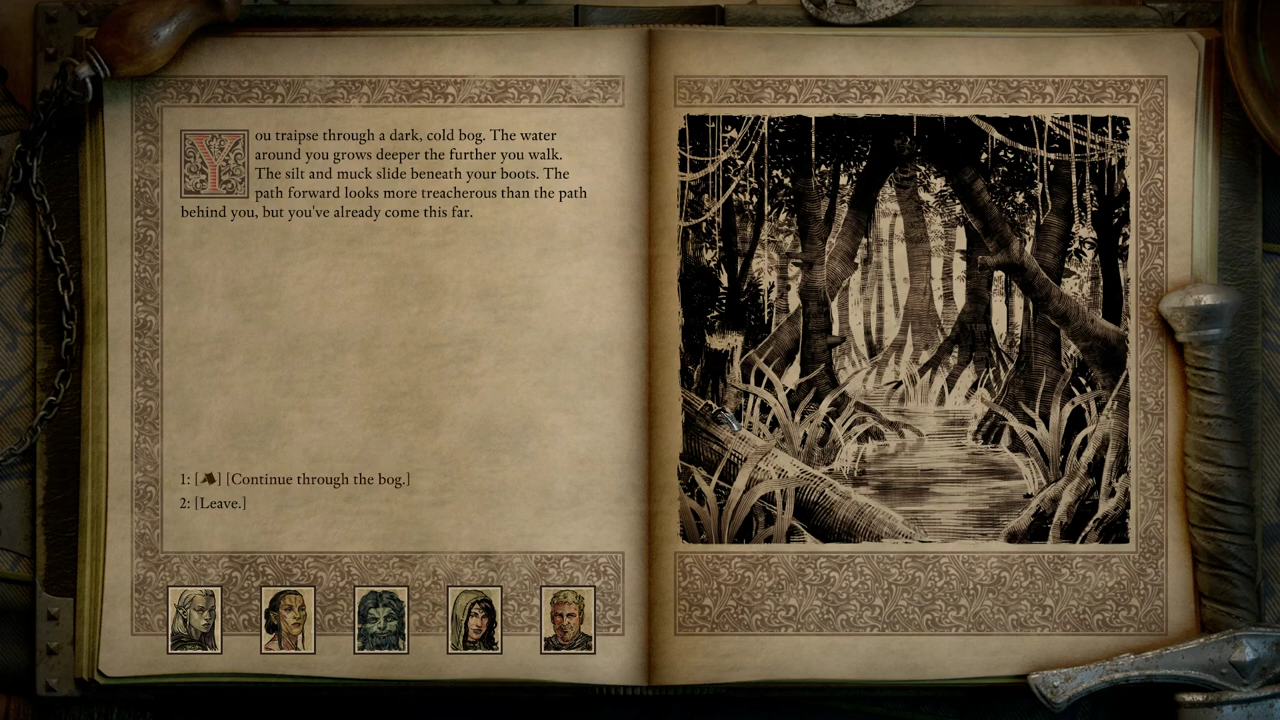 You traipse through a dark, cold bog. The water
around you grows deeper the further you walk.
The silt and muck slide beneath your boots. The
path forward looks more treacherous than the path
behind you, but you've already come this far.
1: [] [Continue through the bog.]
2: [Leave.]